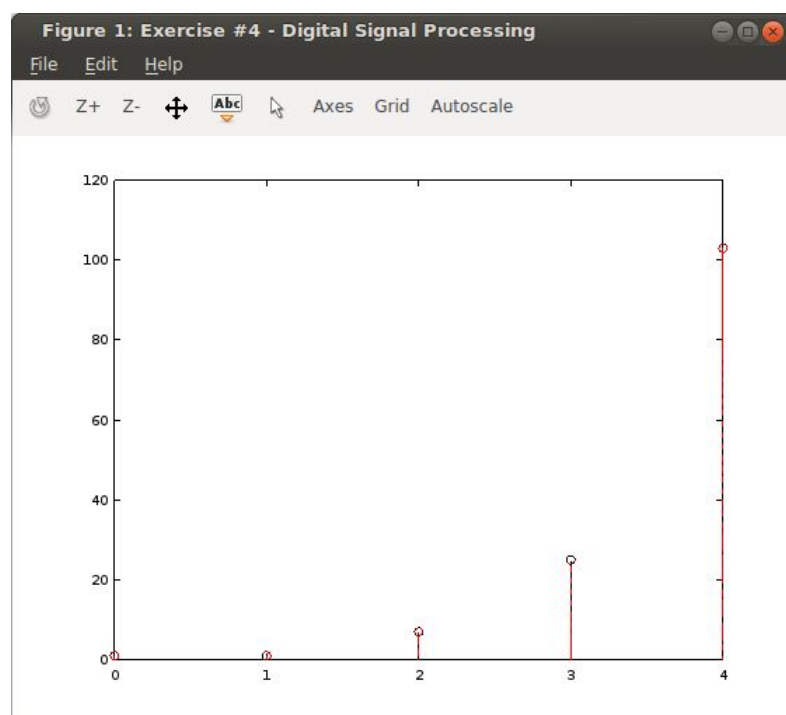 Figure 1: Exercise #4 - Digital Signal Processing
File Edit Help
Z+ Z- Abc Axes Grid Autoscale
120
100
80
60
40
20
0
0 1 2 3 4